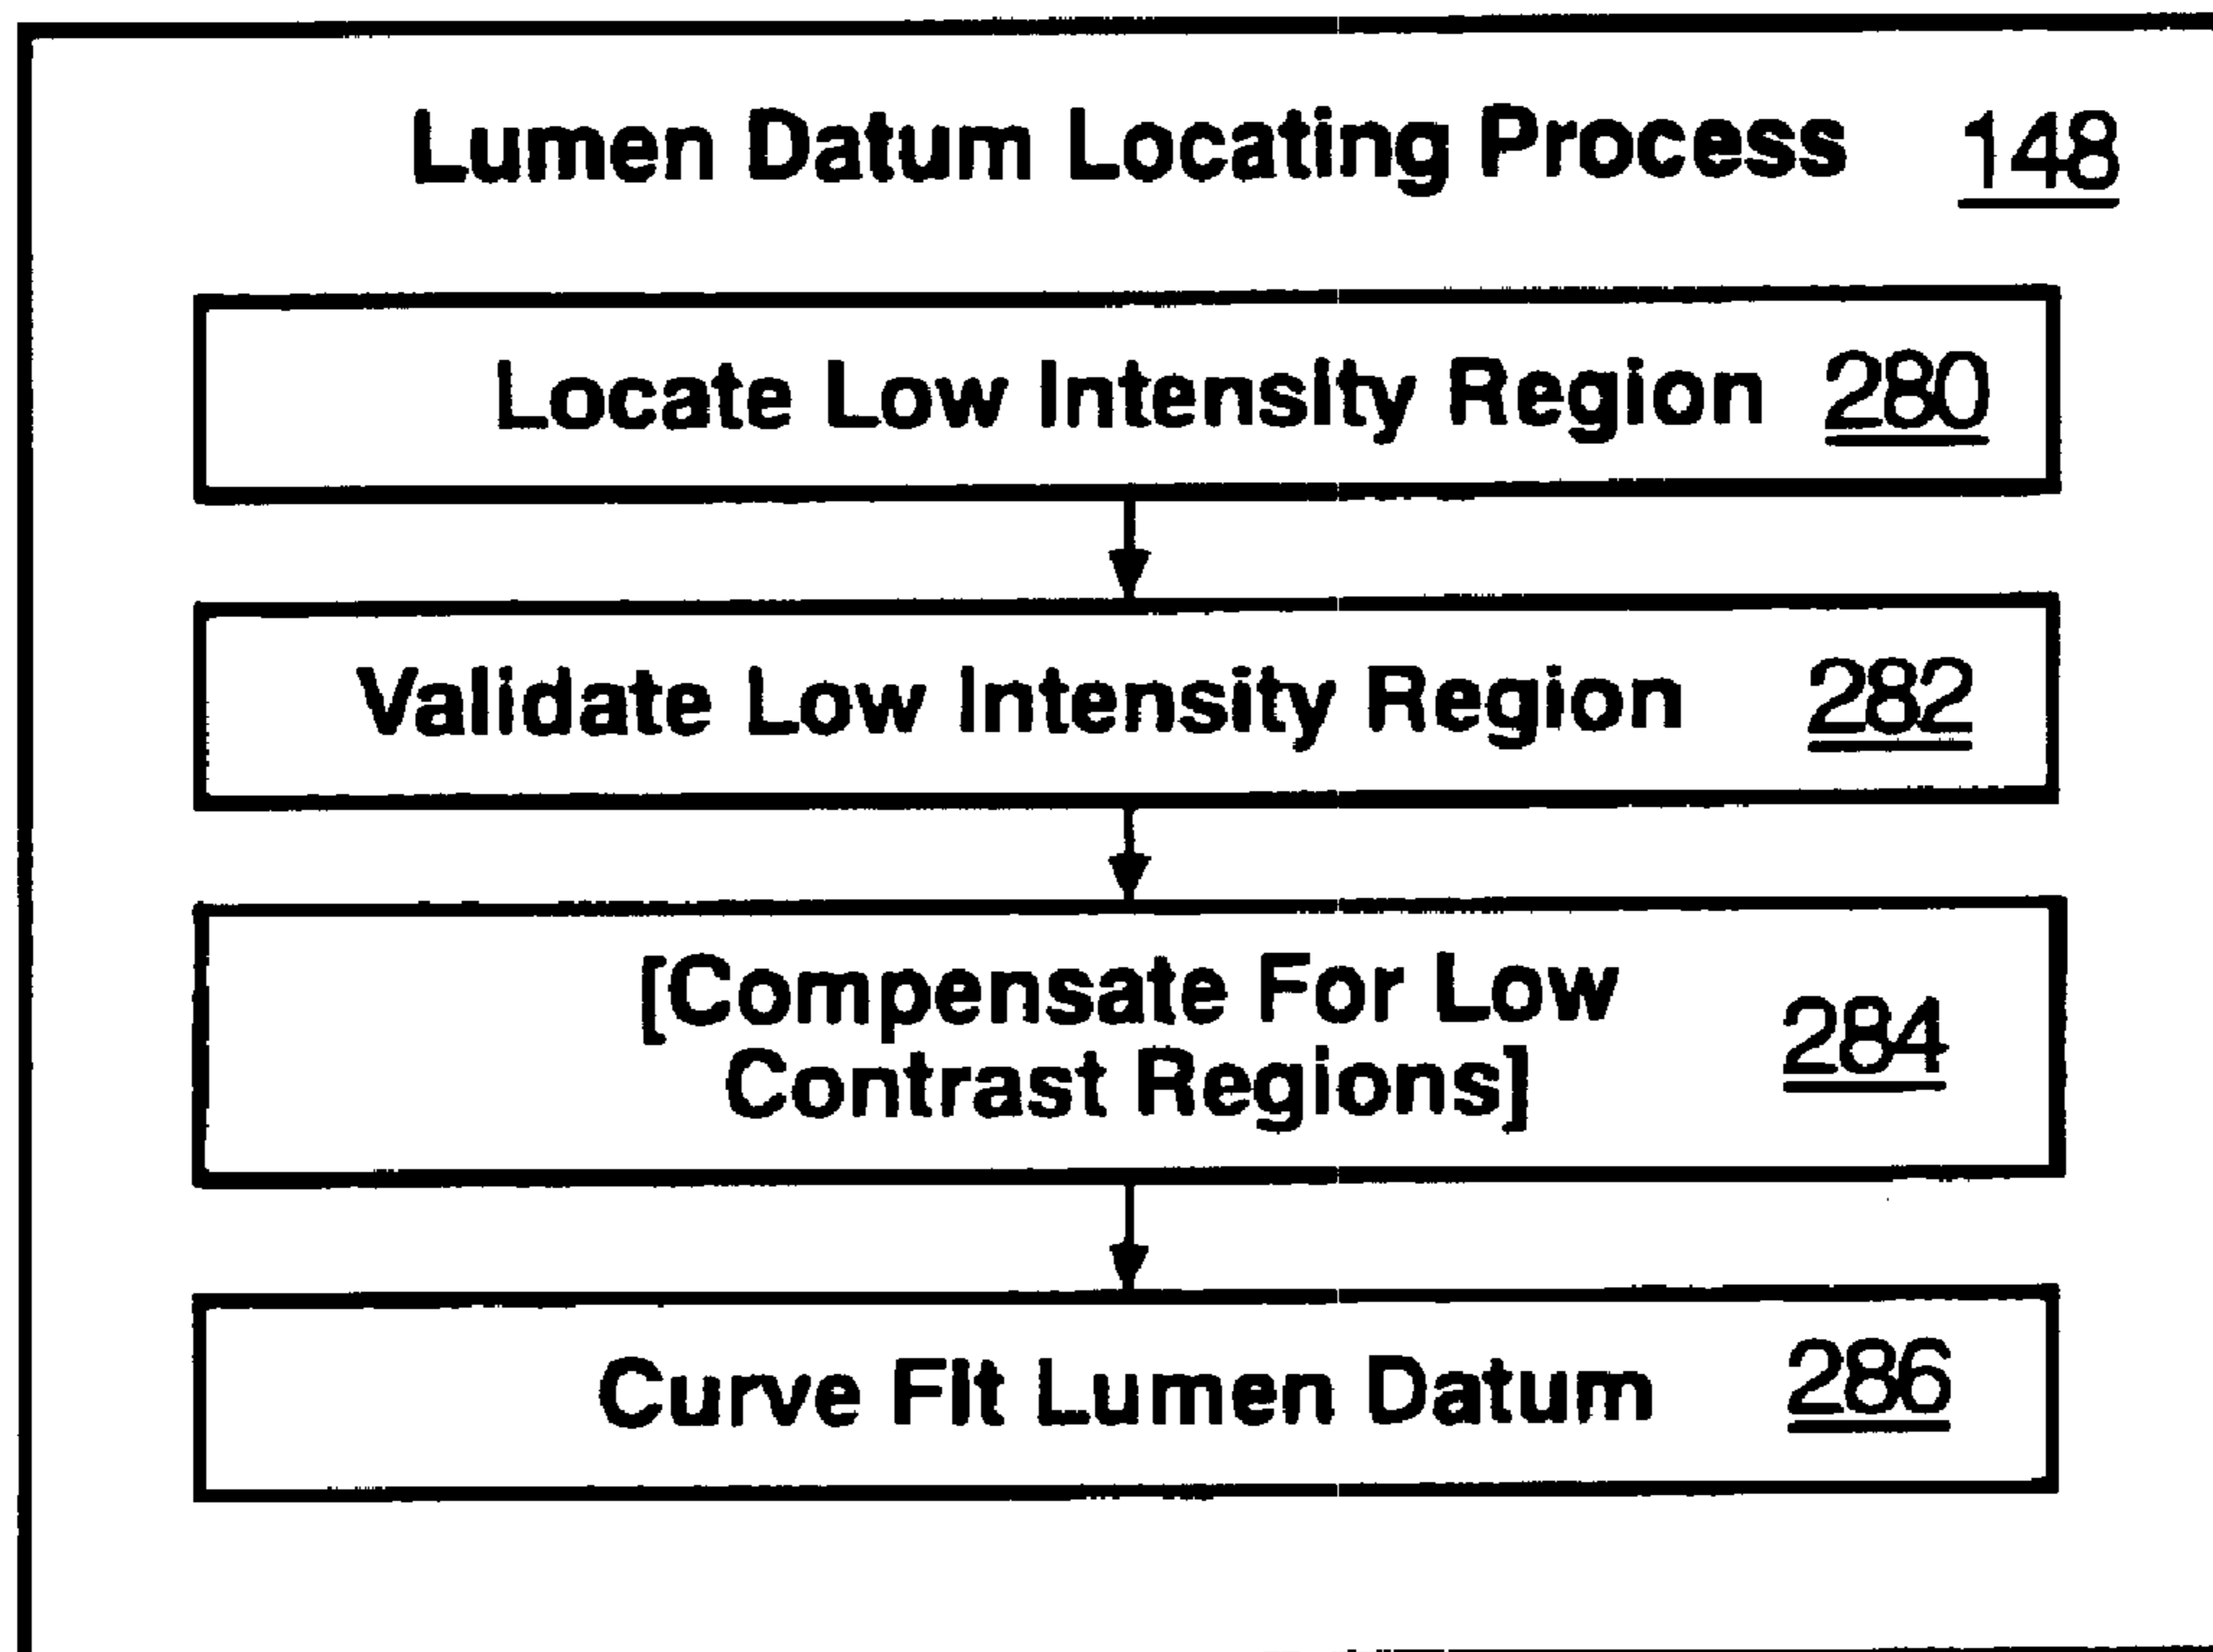 Lumen Datum Locating Process 148
Locate Low Intensity Region 280
Validate Low Intensity Region 282
[Compensate For Low
Contrast Regions] 284
Curve Fit Lumen Datum 286